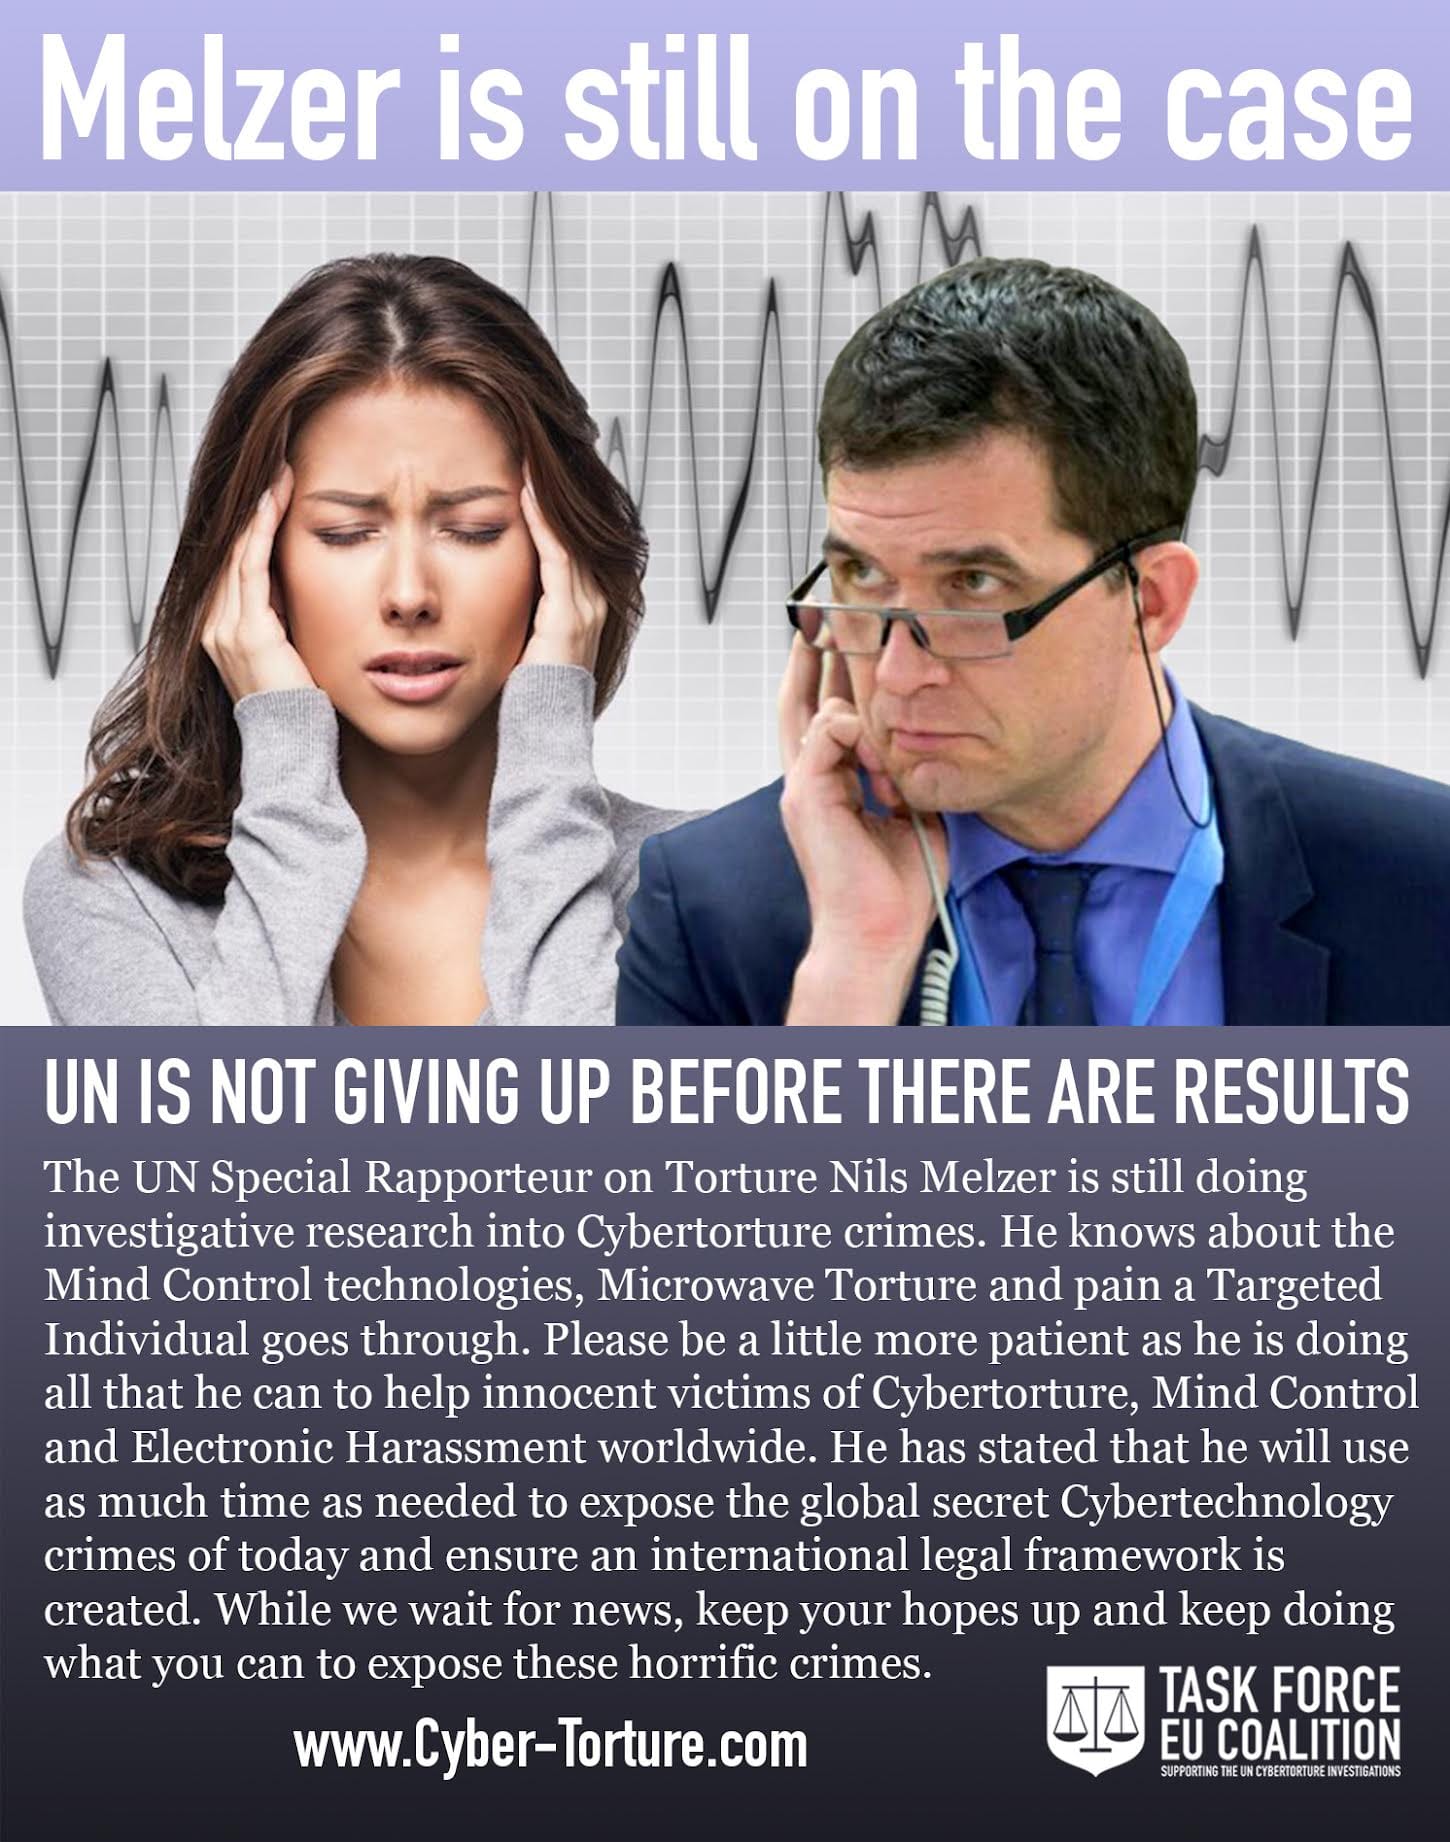 Melzer is still on the case
UN IS NOT GIVING UP BEFORE THERE ARE RESULTS
The UN Special Rapporteur on Torture Nils Melzer is still doing
investigative research into Cybertorture crimes. He knows about the
Mind Control technologies, Microwave Torture and pain a Targeted
Individual goes through. Please be a little more patient as he is doing
all that he can to help innocent victims of Cybertorture, Mind Control
and Electronic Harassment worldwide. He has stated that he will use
as much time as needed to expose the global secret Cybertechnology
crimes of today and ensure an international legal framework is
created. While we wait for news, keep your hopes up and keep doing
what you can to expose these horrific crimes.
www.Cyber-Torture.com
TASK FORCE
EU COALITION
SUPPORTING THE UN CYBERTORTURE INVESTIGATIONS